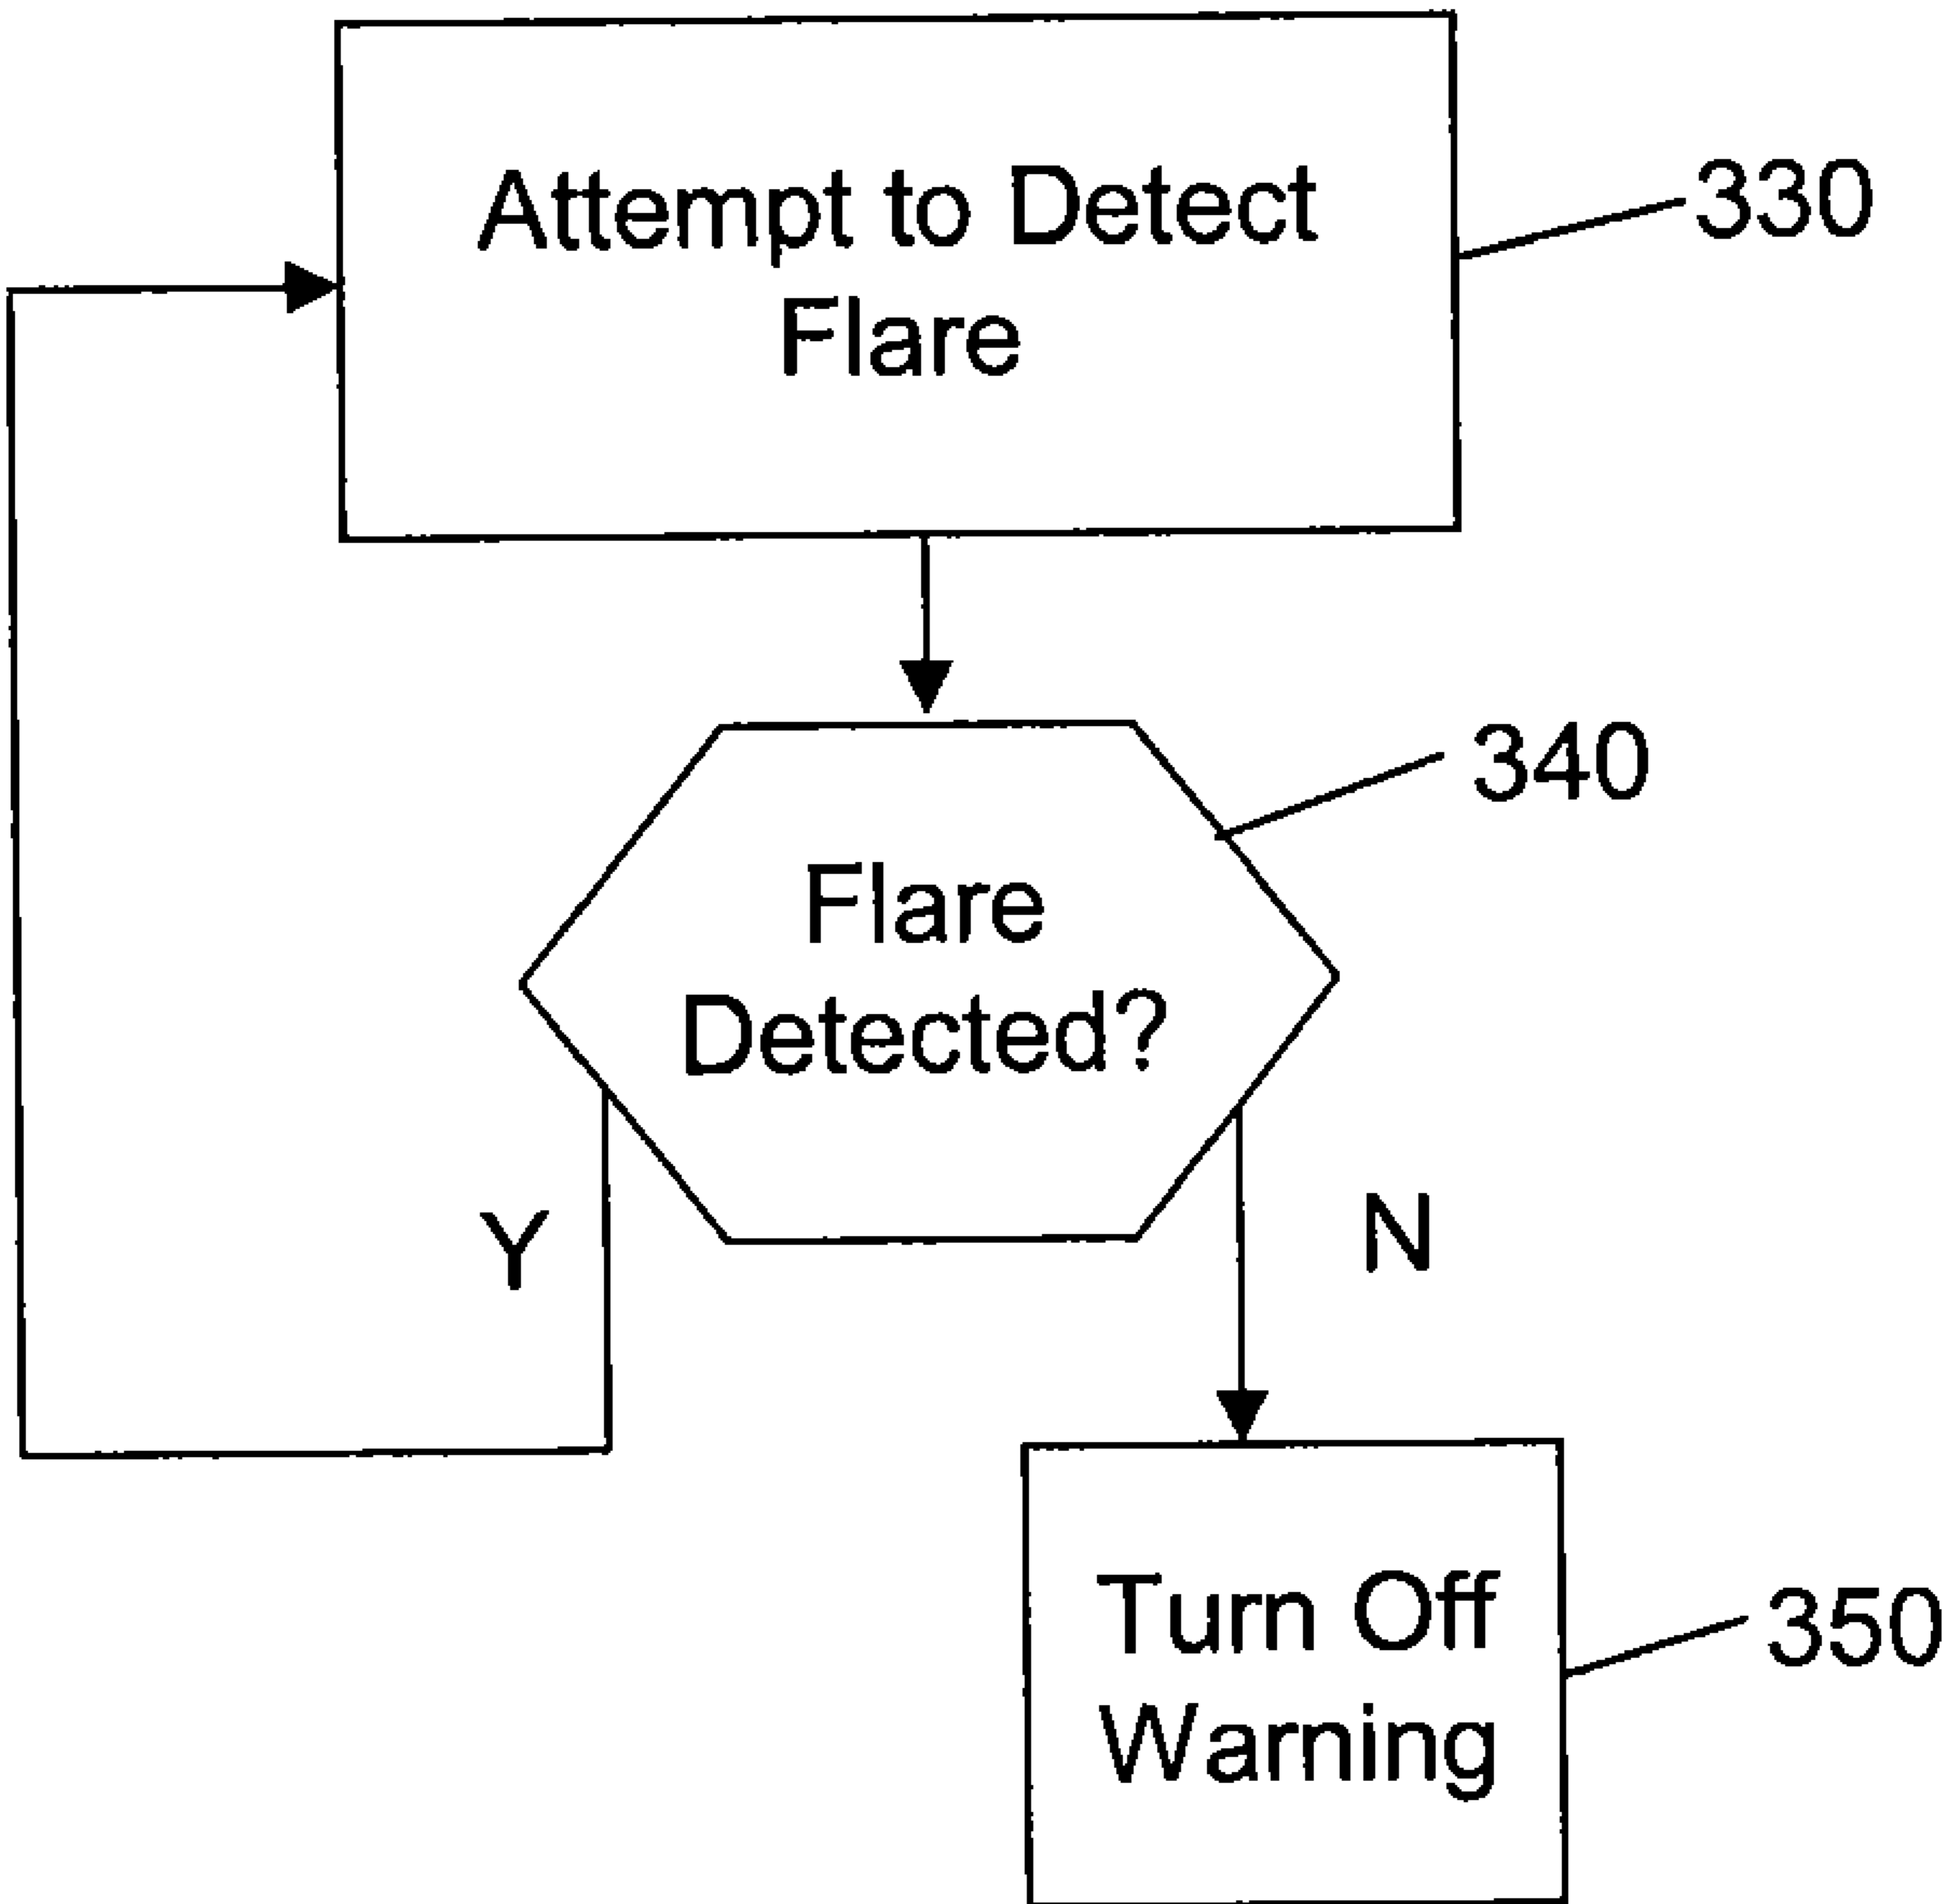 Attempt to Detect
Flare
330
340
Flare
Detected?
Y
N
Turn Off
Warning
350